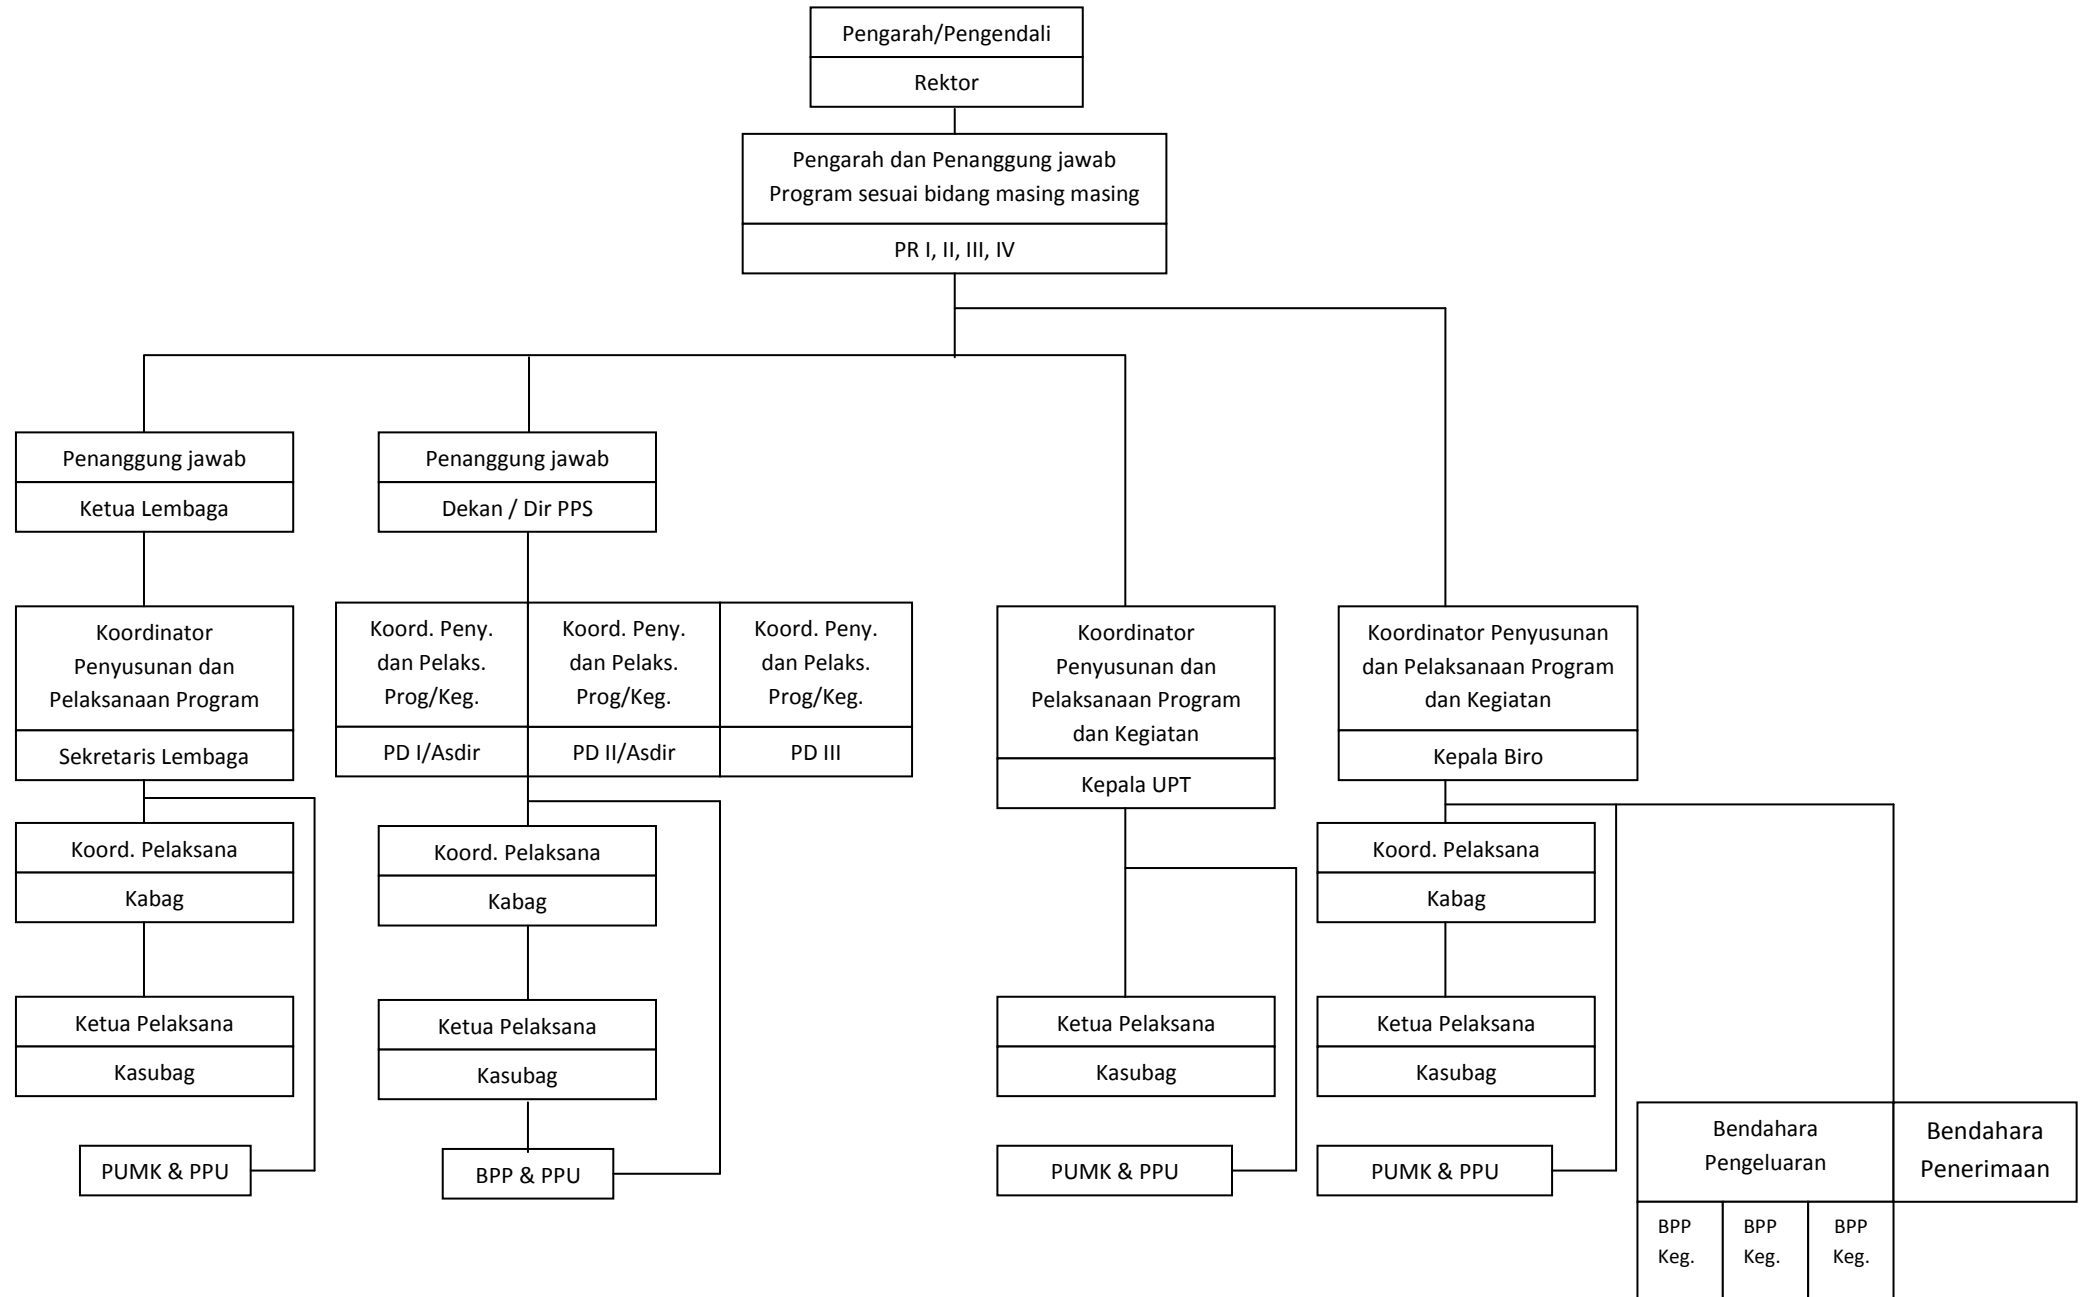 Pengarah/Pengendali
Rektor
Pengarah dan Penanggung jawab
Program sesuai bidang masing masing
PR I, II, III, IV
Penanggung jawab
Ketua Lembaga
Penanggung jawab
Dekan / Dir PPS
Koordinator
Penyusunan dan
Pelaksanaan Program
Sekretaris Lembaga
Koord. Peny.
dan Pelaks.
Prog/Keg.
PD I/Asdir
Koord. Peny.
dan Pelaks.
Prog/Keg.
PD II/Asdir
Koord. Peny.
dan Pelaks.
Prog/Keg.
PD III
Koordinator
Penyusunan dan
Pelaksanaan Program
dan Kegiatan
Kepala UPT
Koordinator Penyusunan
dan Pelaksanaan Program
dan Kegiatan
Kepala Biro
Koord. Pelaksana
Kabag
Koord. Pelaksana
Kabag
Koord. Pelaksana
Kabag
Ketua Pelaksana
Kasubag
Ketua Pelaksana
Kasubag
Ketua Pelaksana
Kasubag
Ketua Pelaksana
Kasubag
PUMK & PPU
BPP & PPU
PUMK & PPU
PUMK & PPU
Bendahara
Pengeluaran
Bendahara
Penerimaan
BPP
Keg.
BPP
Keg.
BPP
Keg.